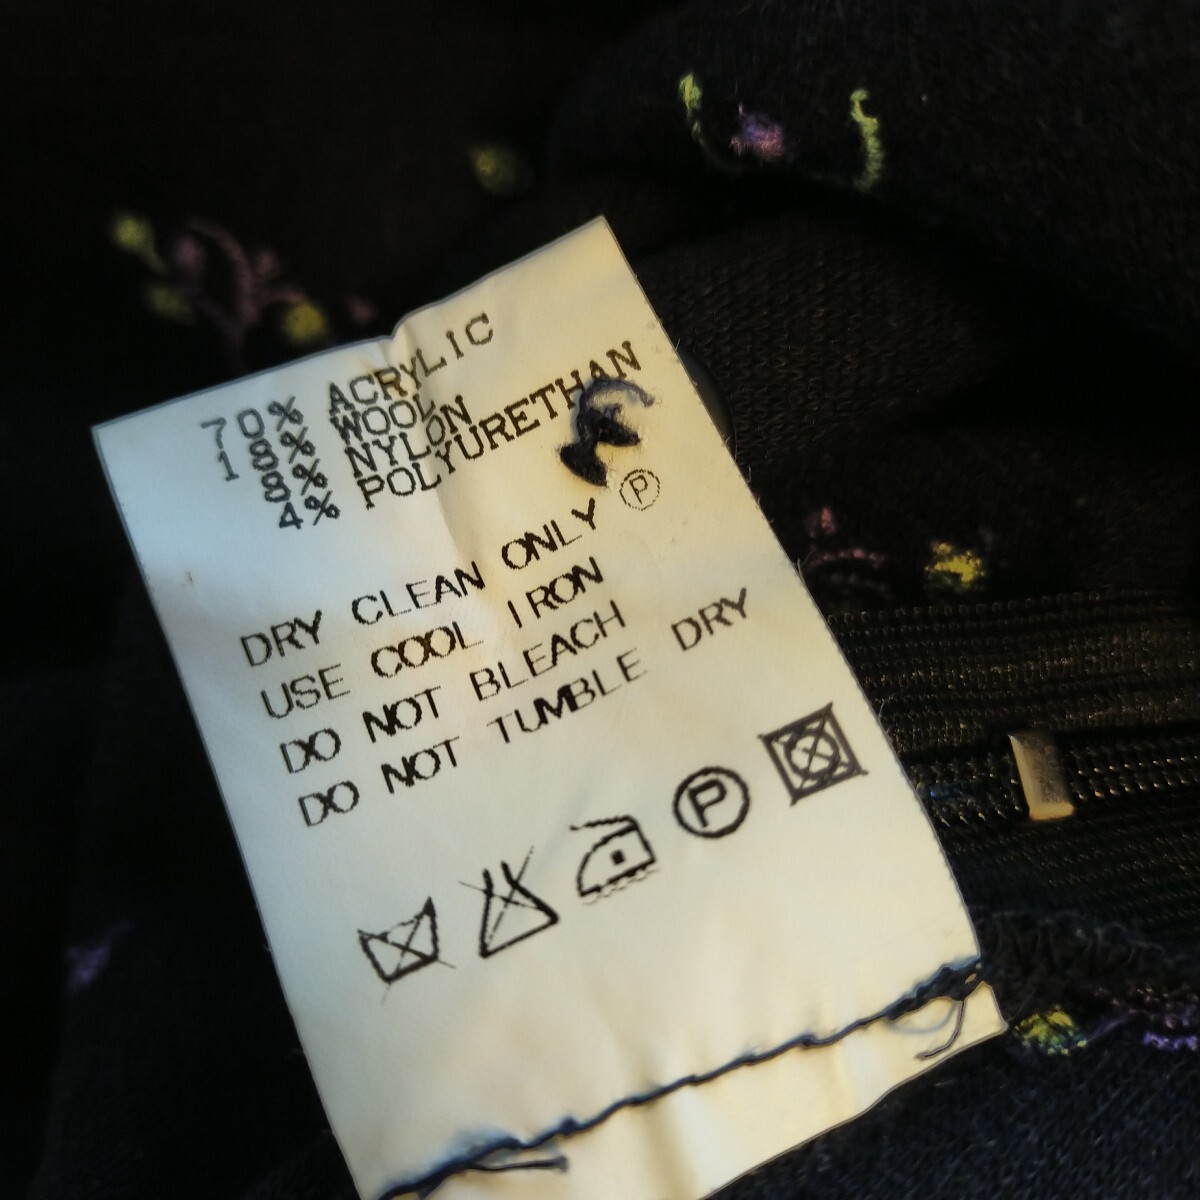 70% ACRYLIC
18% WOOL
8% NYLON
4% POLYURETHAN
DRY CLEAN ONLY Ⓟ
USE COOL IRON
DO NOT BLEACH
DO NOT TUMBLE DRY
P